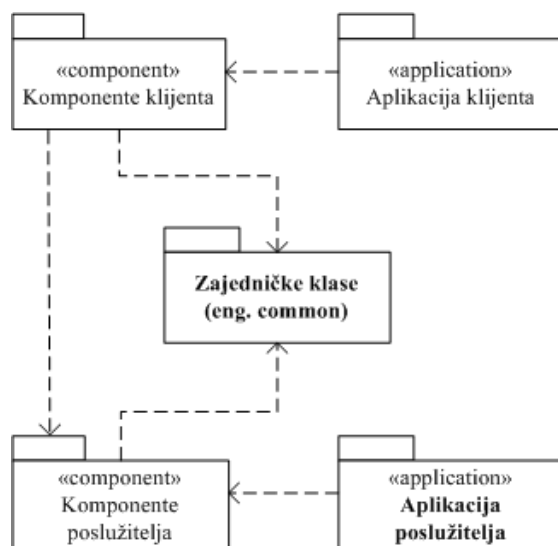 «component»
Komponente klijenta
«application»
Aplikacija klijenta
Zajedničke klase
(eng. common)
«component»
Komponente
poslužitelja
«application»
Aplikacija
poslužitelja